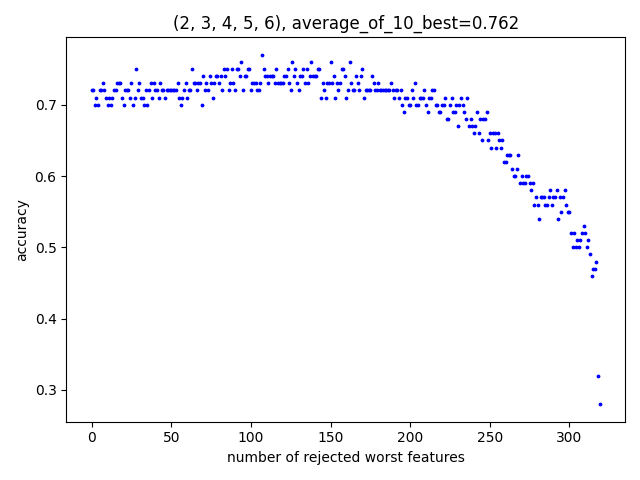 (2, 3, 4, 5, 6), average_of_10_best=0.762
accuracy
0.7
0.6
0.5
0.4
0.3
0 50 100 150 200 250 300
number of rejected worst features